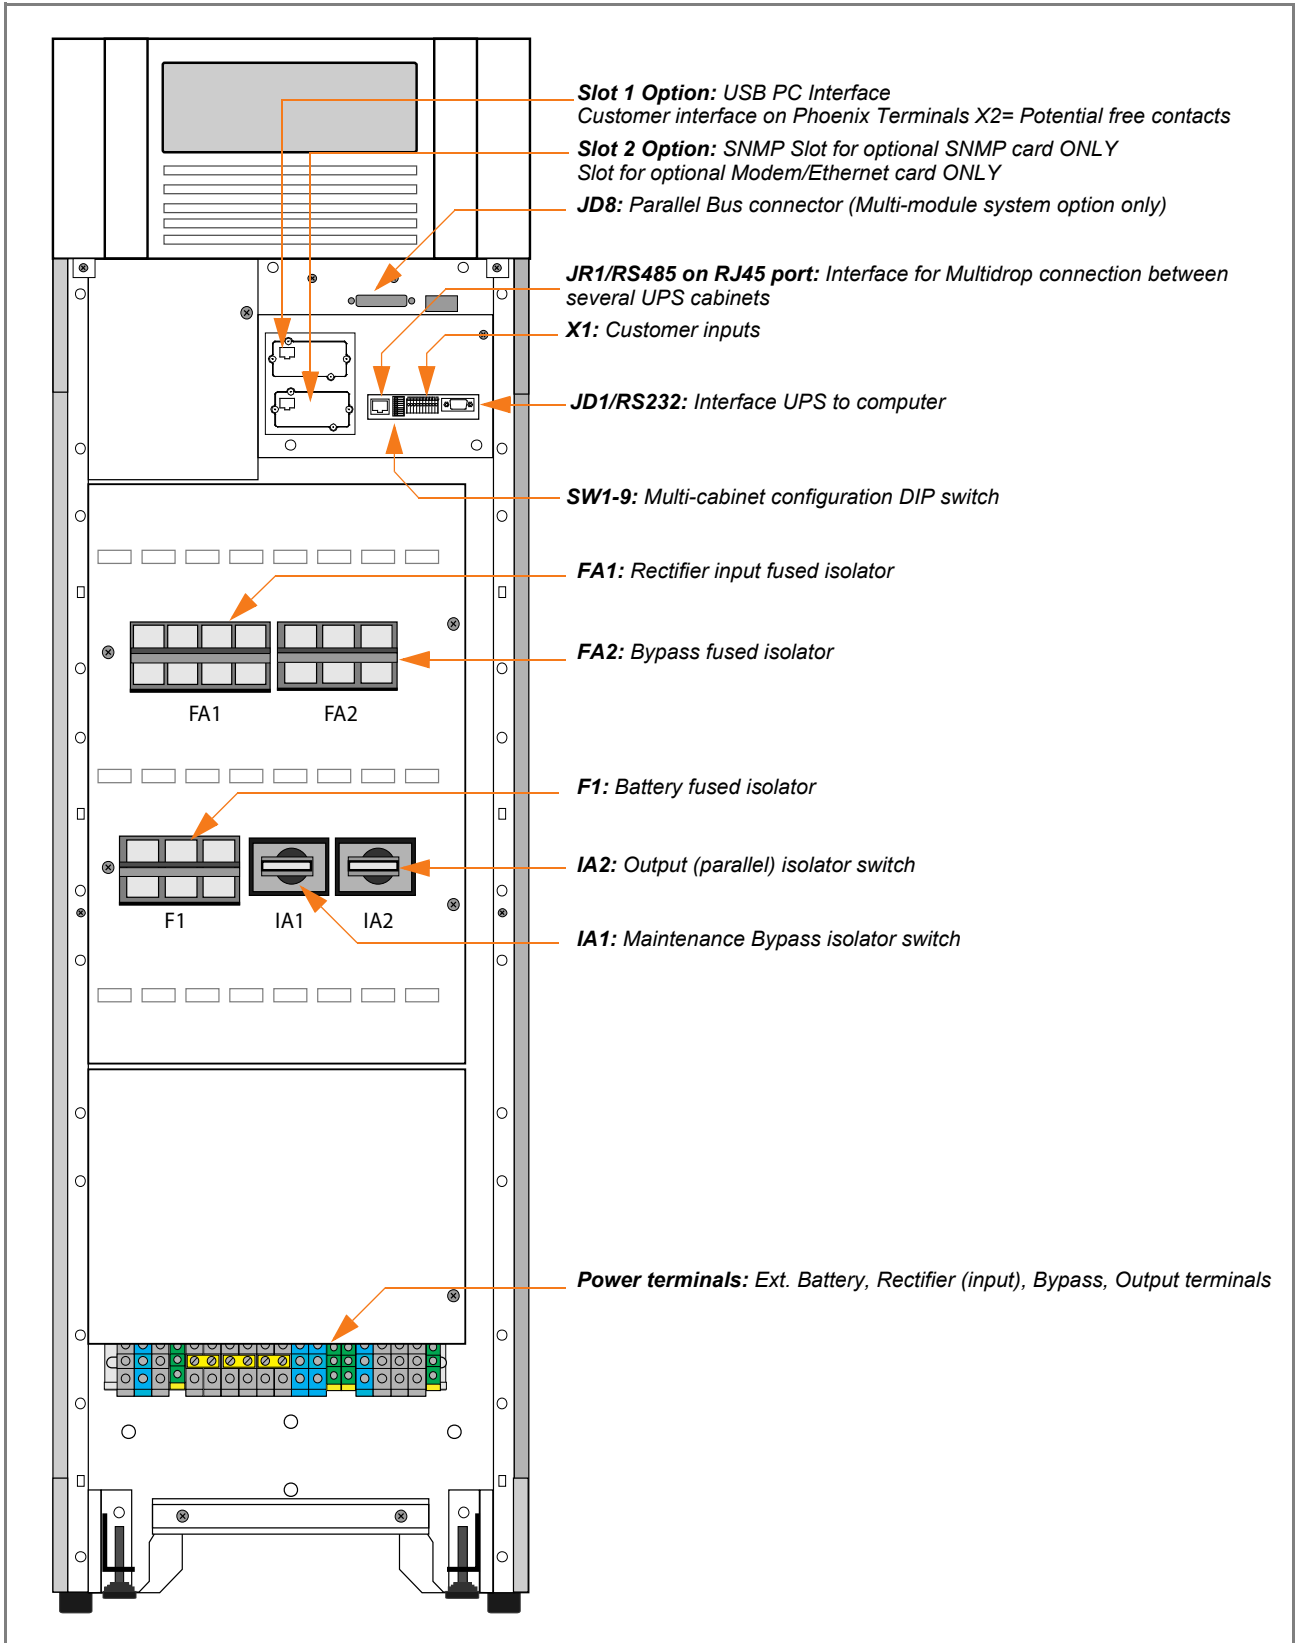 Slot 1 Option: USB PC Interface
Customer interface on Phoenix Terminals X2= Potential free contacts
Slot 2 Option: SNMP Slot for optional SNMP card ONLY
Slot for optional Modem/Ethernet card ONLY
JD8: Parallel Bus connector (Multi-module system option only)
JR1/RS485 on RJ45 port: Interface for Multidrop connection between
several UPS cabinets
X1: Customer inputs
JD1/RS232: Interface UPS to computer
SW1-9: Multi-cabinet configuration DIP switch
FA1: Rectifier input fused isolator
FA2: Bypass fused isolator
FA1
FA2
F1: Battery fused isolator
IA2: Output (parallel) isolator switch
F1
IA1
IA2
IA1: Maintenance Bypass isolator switch
Power terminals: Ext. Battery, Rectifier (input), Bypass, Output terminals